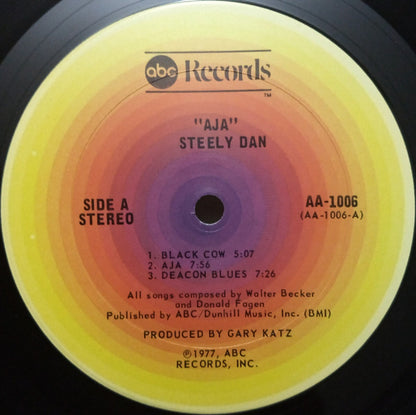 abc Records
TM
"AJA"
STEELY DAN
SIDE A
STEREO
AA-1006
(AA-1006-A)
1. BLACK COW 5:07
2. AJA 7:56
3. DEACON BLUES 7:26
All songs composed by Walter Becker
and Donald Fagen
Published by ABC/Dunhill Music, Inc. (BMI)
PRODUCED BY GARY KATZ
℗1977, ABC
RECORDS, INC.